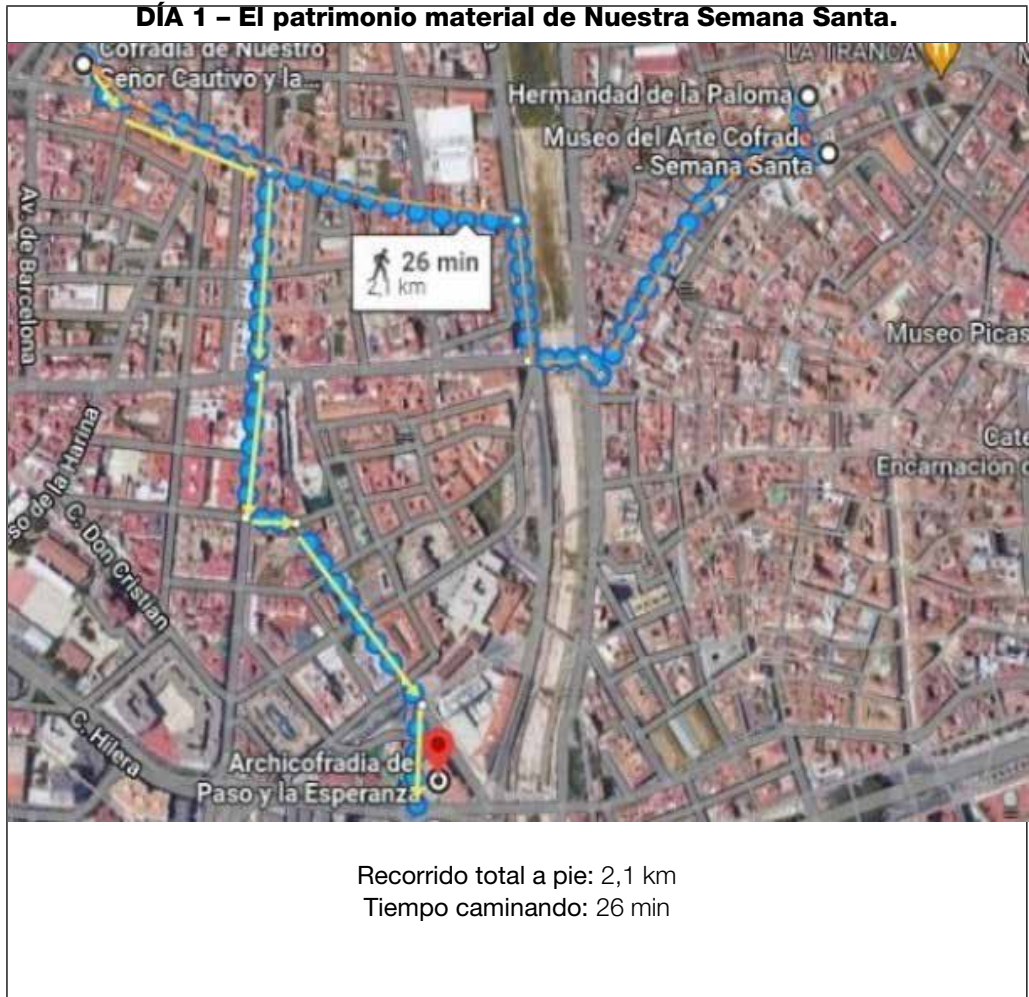 DÍA 1 – El patrimonio material de Nuestra Semana Santa.
Cofradía de Nuestro
Señor Cautivo y la...
LA TRANCA
Hermandad de la Paloma
Museo del Arte Cofrade
- Semana Santa
Av. de Barcelona
26 min
2,1 km
Museo Picas
Cate
Encarnación
so de la Harina
C. Don Cristian
C. Hilera
Archicofradia de
Paso y la Esperanza
Recorrido total a pie: 2,1 km
Tiempo caminando: 26 min